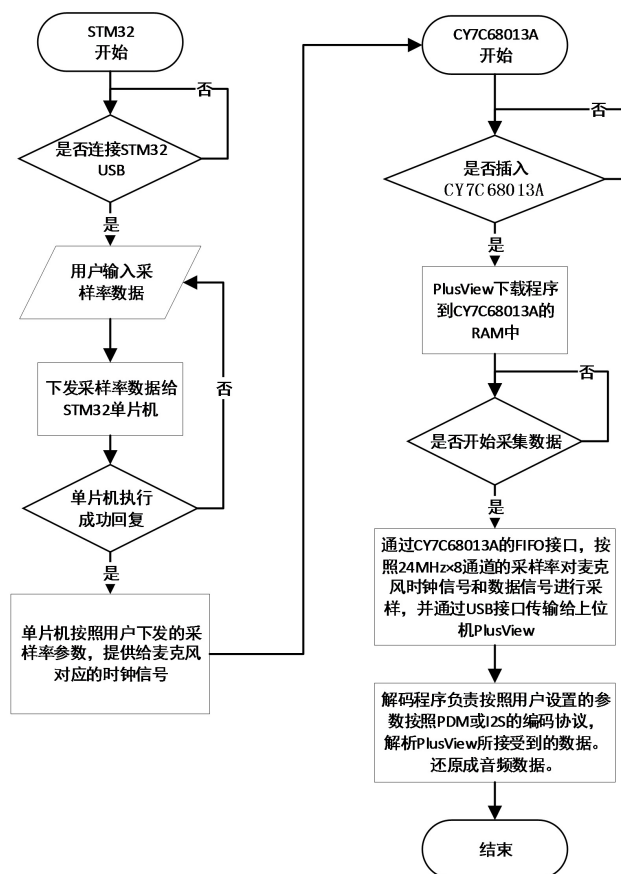 STM32
开始
否
是否连接STM32
USB
是
用户输入采
样率数据
下发采样率数据给
STM32单片机
否
单片机执行
成功回复
是
单片机按照用户下发的采
样率参数，提供给麦克风
对应的时钟信号
CY7C68013A
开始
否
是否插入
CY7C68013A
是
PlusView下载程序
到CY7C68013A的
RAM中
否
是否开始采集数据
是
通过CY7C68013A的FIFO接口，按
照24MHz×8通道的采样率对麦克
风时钟信号和数据信号进行采
样，并通过USB接口传输给上位
机PlusView
解码程序负责按照用户设置的参
数按照PDM或I2S的编码协议，
解析PlusView所接受到的数据。
还原成音频数据。
结束